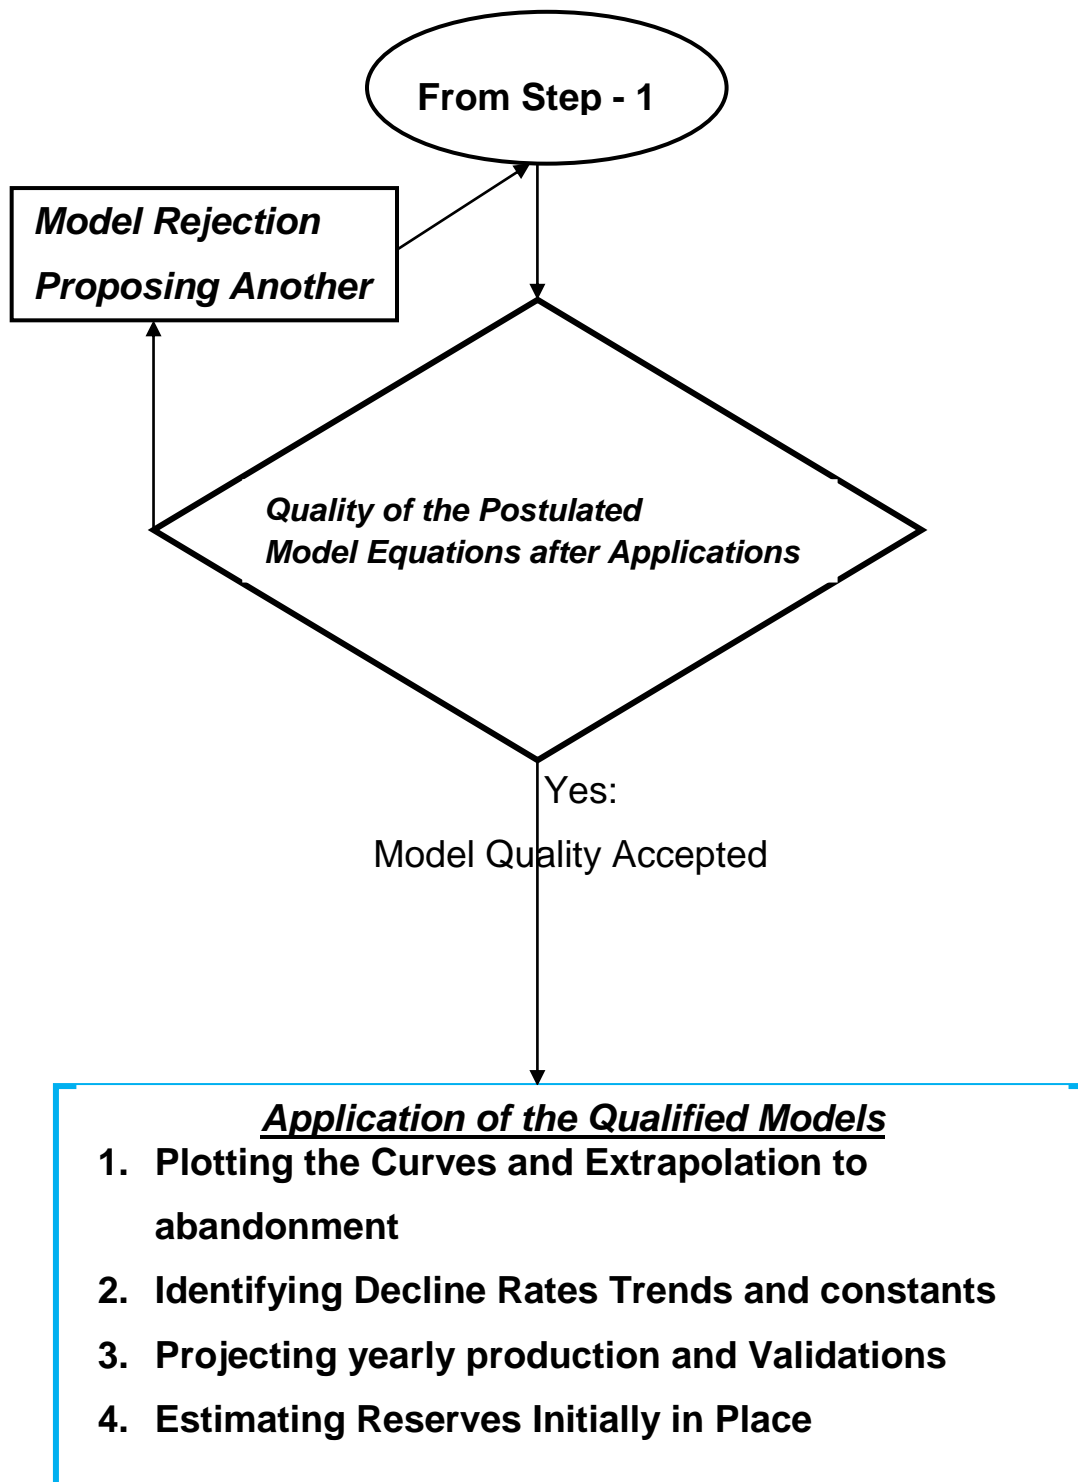 From Step - 1
Model Rejection
Proposing Another
Quality of the Postulated
Model Equations after Applications
Yes:
Model Quality Accepted
Application of the Qualified Models
1. Plotting the Curves and Extrapolation to
abandonment
2. Identifying Decline Rates Trends and constants
3. Projecting yearly production and Validations
4. Estimating Reserves Initially in Place